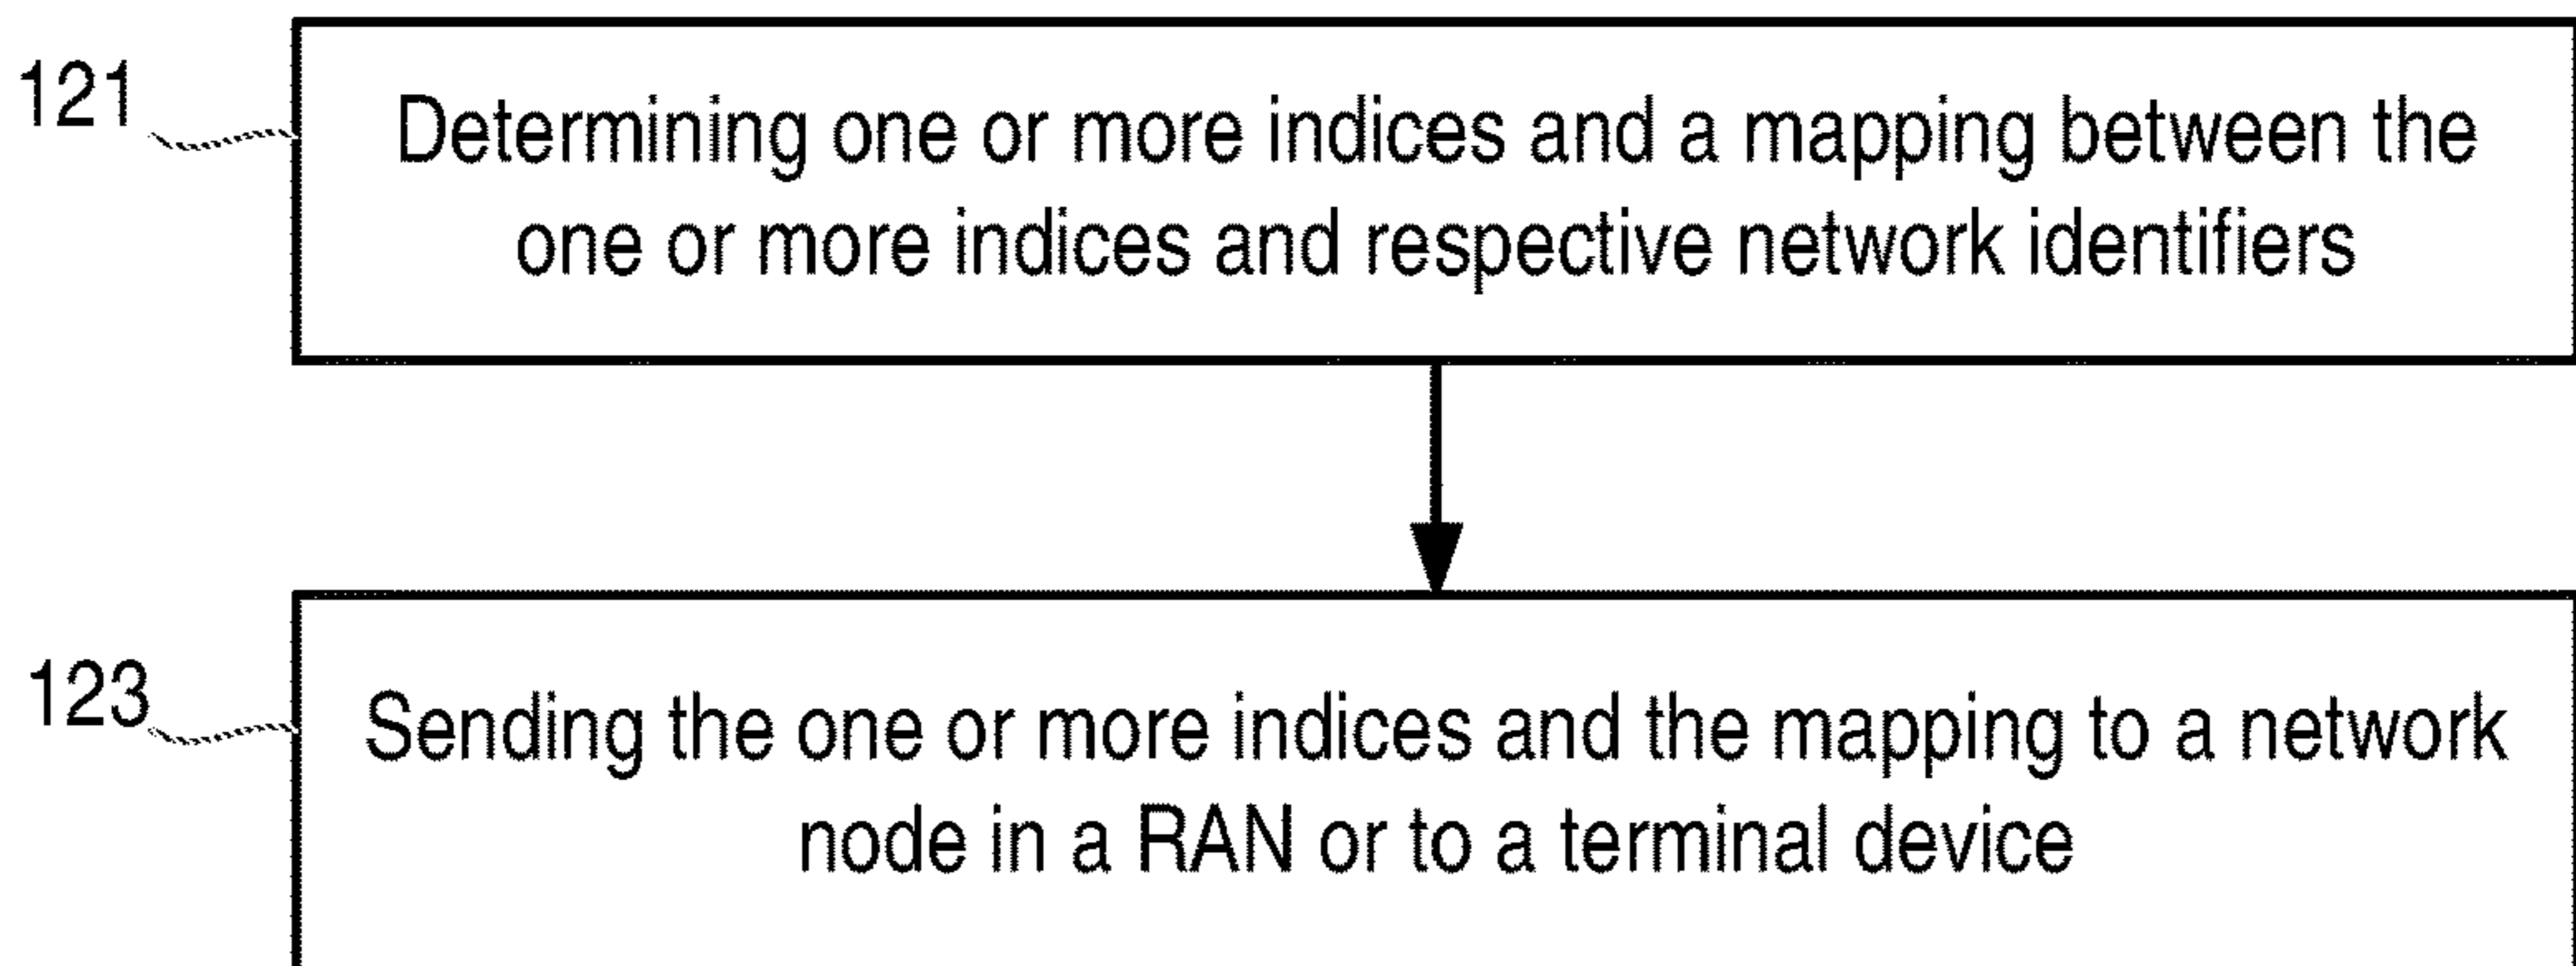 121
Determining one or more indices and a mapping between the
one or more indices and respective network identifiers
123
Sending the one or more indices and the mapping to a network
node in a RAN or to a terminal device